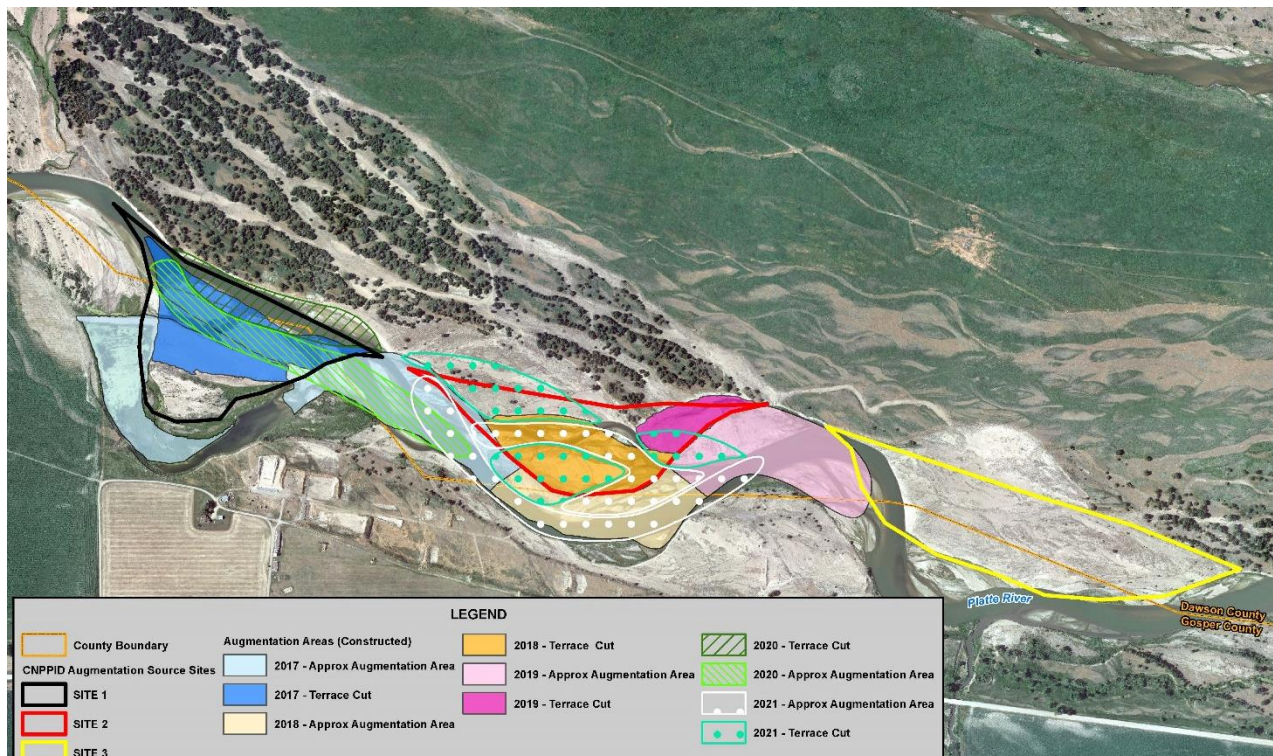 Platte River
Dawson County
Gosper County
LEGEND
County Boundary
CNPPID Augmentation Source Sites
SITE 1
SITE 2
SITE 3
Augmentation Areas (Constructed)
2017 - Approx Augmentation Area
2017 - Terrace Cut
2018 - Approx Augmentation Area
2018 - Terrace Cut
2019 - Approx Augmentation Area
2019 - Terrace Cut
2020 - Terrace Cut
2020 - Approx Augmentation Area
2021 - Approx Augmentation Area
2021 - Terrace Cut